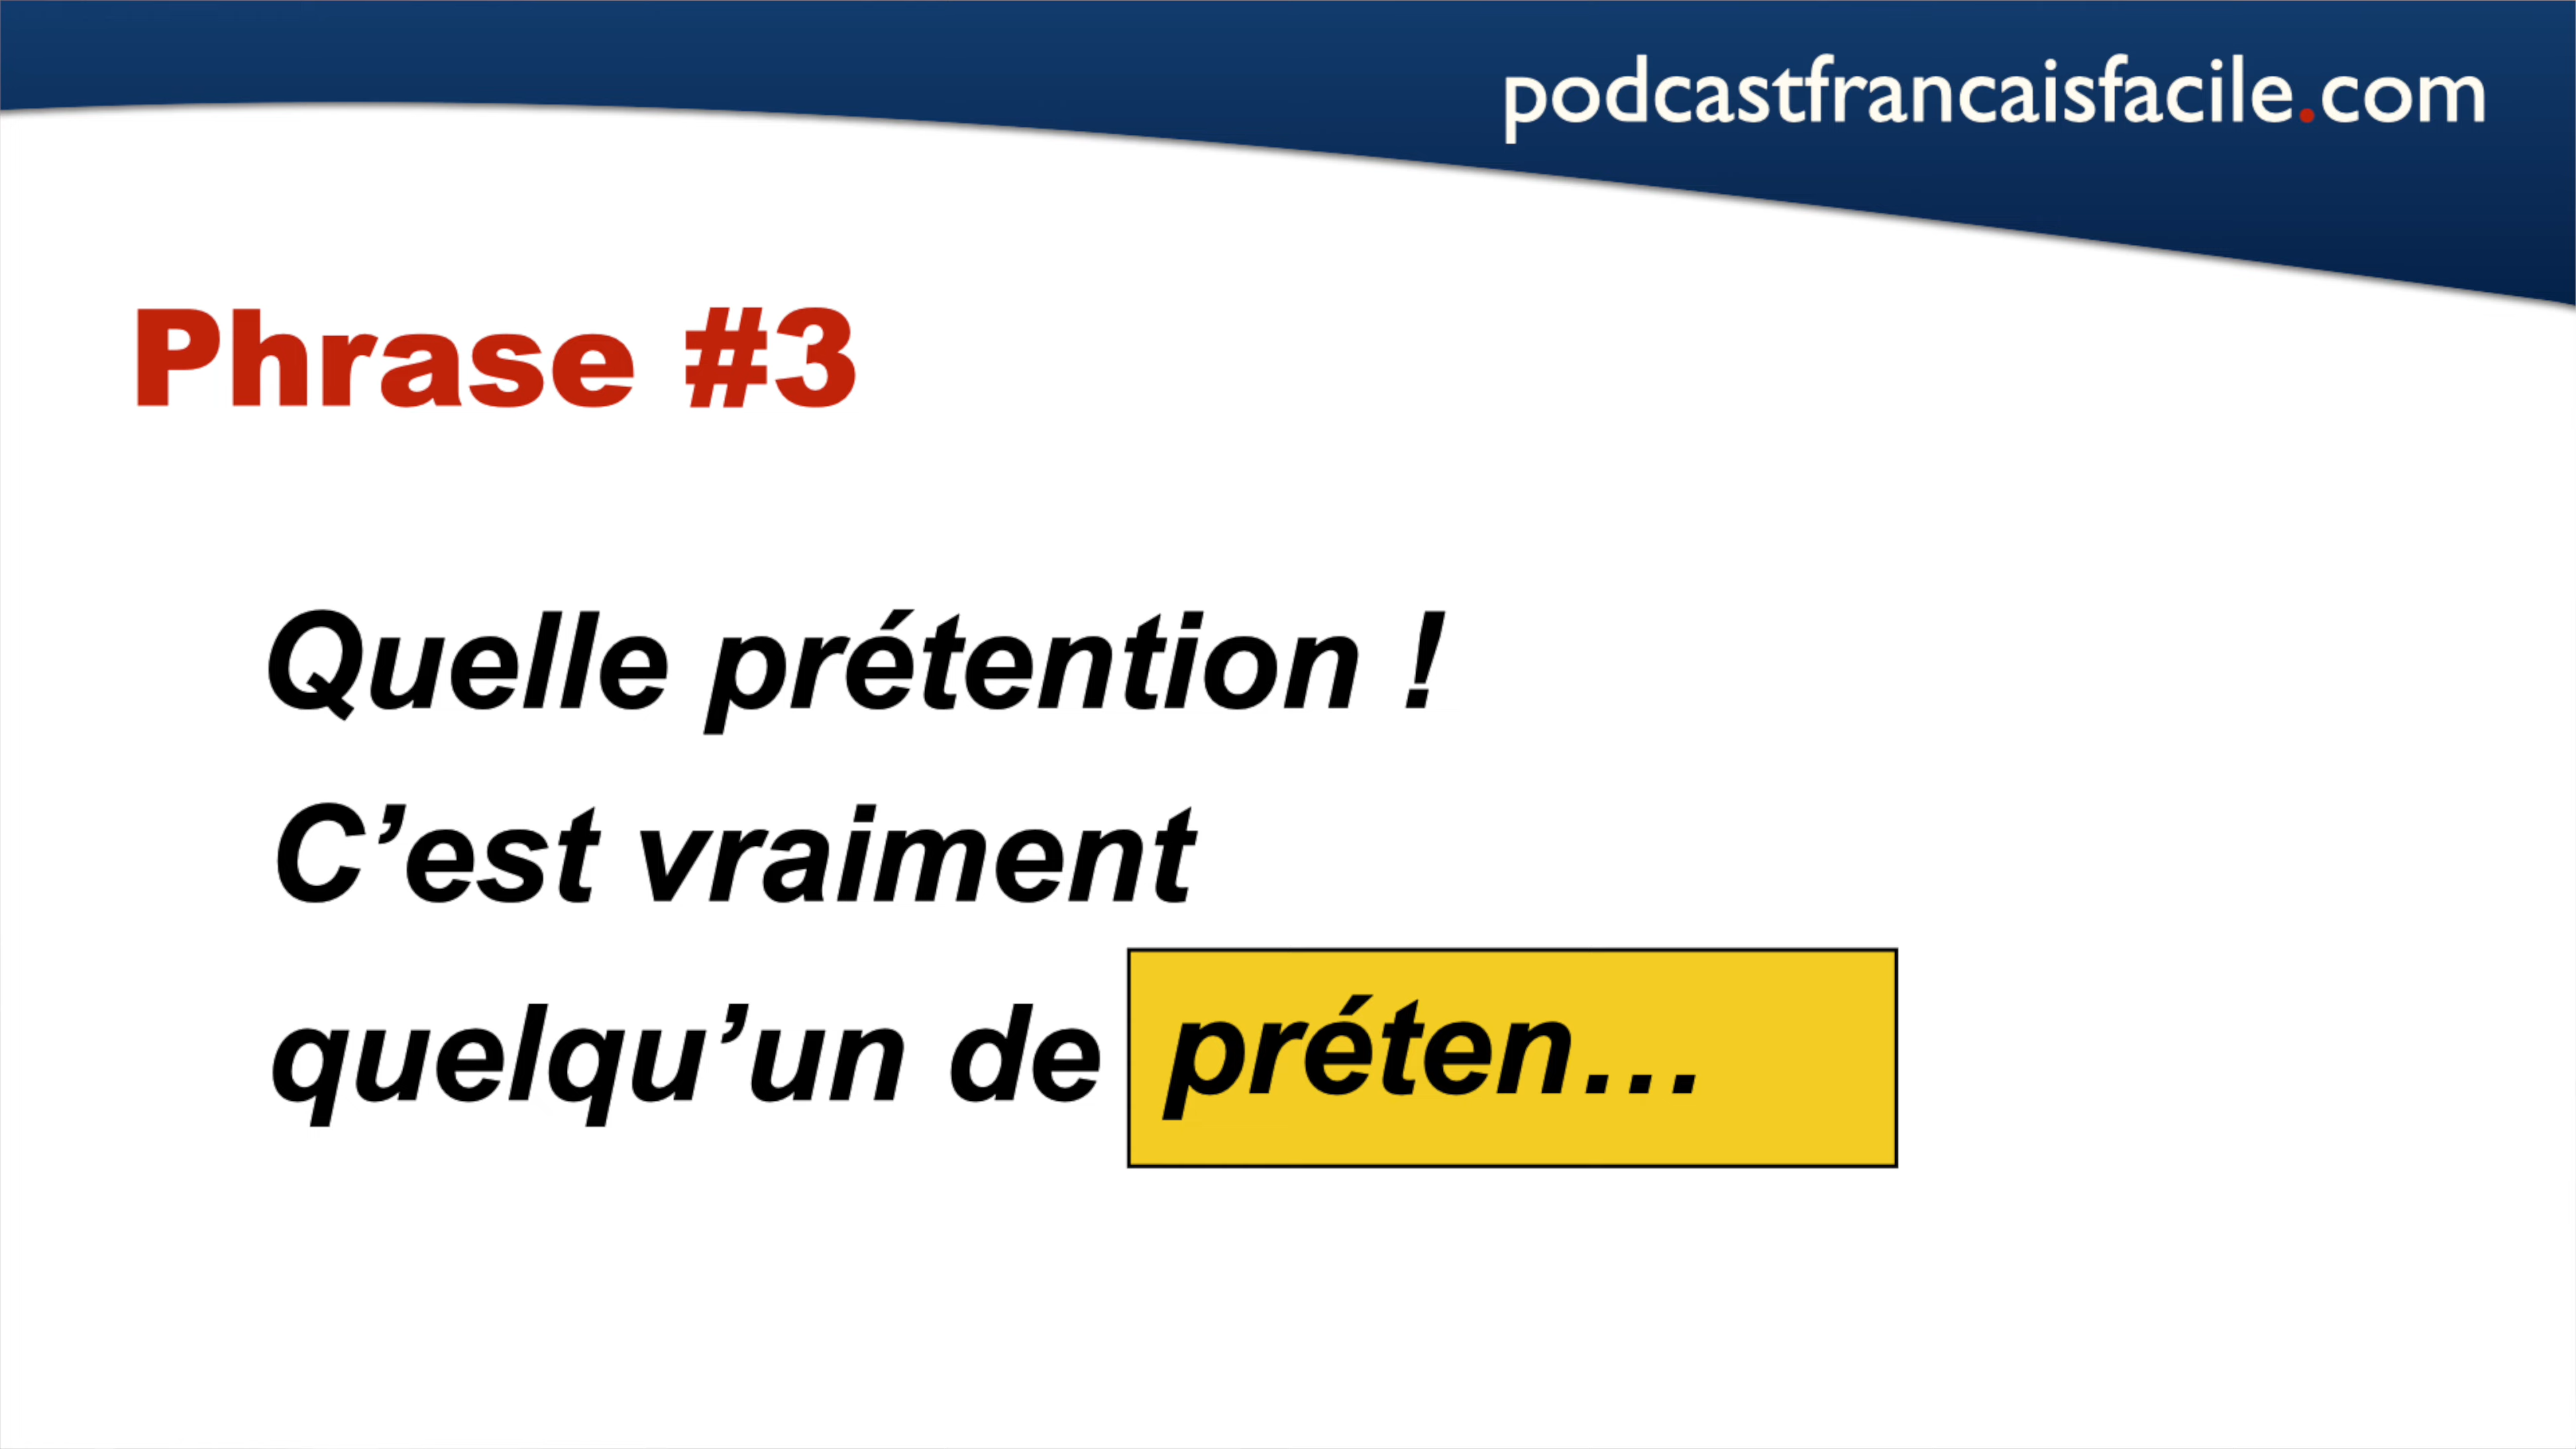 podcastfrancaisfacile.com
Phrase #3
Quelle prétention !
C’est vraiment
quelqu’un de préten…